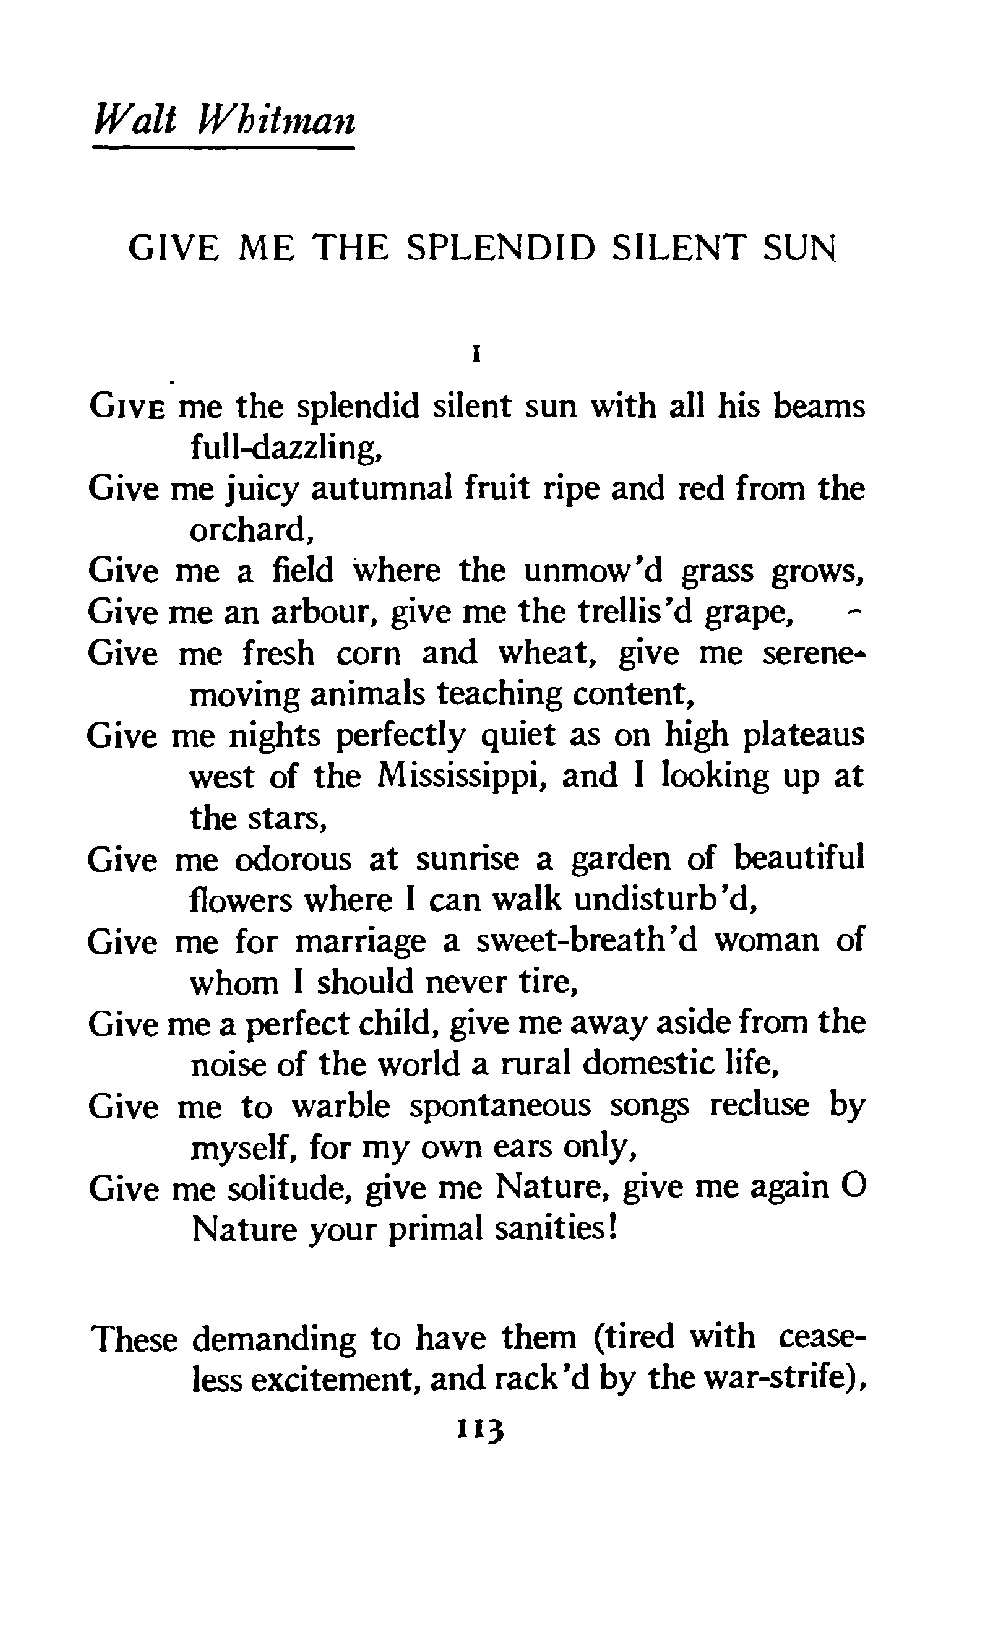 Walt Whitman
GIVE ME THE SPLENDID SILENT SUN
I
GIVE me the splendid silent sun with all his beams
full-dazzling,
Give me juicy autumnal fruit ripe and red from the
orchard,
Give me a field where the unmow'd grass grows,
Give me an arbour, give me the trellis'd grape,
Give me fresh corn and wheat, give me serene-
moving animals teaching content,
Give me nights perfectly quiet as on high plateaus
west of the Mississippi, and I looking up at
the stars,
Give me odorous at sunrise a garden of beautiful
flowers where I can walk undisturb'd,
Give me for marriage a sweet-breath'd woman of
whom I should never tire,
Give me a perfect child, give me away aside from the
noise of the world a rural domestic life,
Give me to warble spontaneous songs recluse by
myself, for my own ears only,
Give me solitude, give me Nature, give me again O
Nature your primal sanities!
These demanding to have them (tired with cease-
less excitement, and rack'd by the war-strife),
113